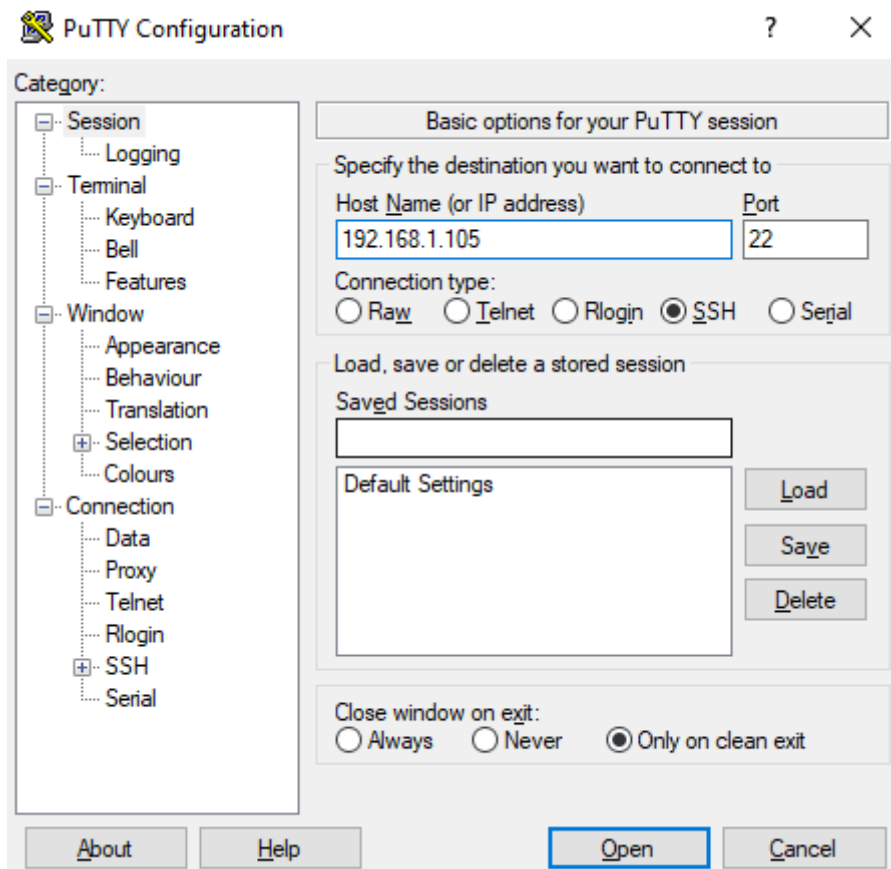 PuTTY Configuration
?
Category:
Session
Logging
Terminal
Keyboard
Bell
Features
Window
Appearance
Behaviour
Translation
Selection
Colours
Connection
Data
Proxy
Telnet
Rlogin
SSH
Serial
Basic options for your PuTTY session
Specify the destination you want to connect to
Host Name (or IP address) Port
192.168.1.105 22
Connection type:
Raw Telnet Rlogin SSH Serial
Load, save or delete a stored session
Saved Sessions
Default Settings
Load
Save
Delete
Close window on exit:
Always Never Only on clean exit
About Help Open Cancel